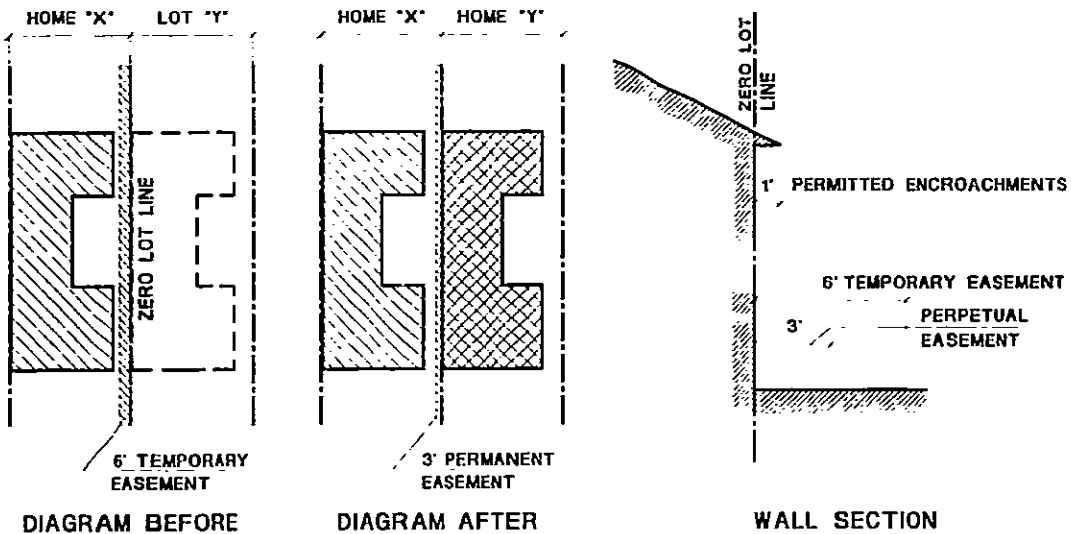 HOME "X"
LOT "Y"
ZERO LOT LINE
6' TEMPORARY
EASEMENT
DIAGRAM BEFORE
HOME "X"
HOME "Y"
3' PERMANENT
EASEMENT
DIAGRAM AFTER
ZERO LOT
LINE
1' PERMITTED ENCROACHMENTS
6' TEMPORARY EASEMENT
3' PERPETUAL
EASEMENT
WALL SECTION